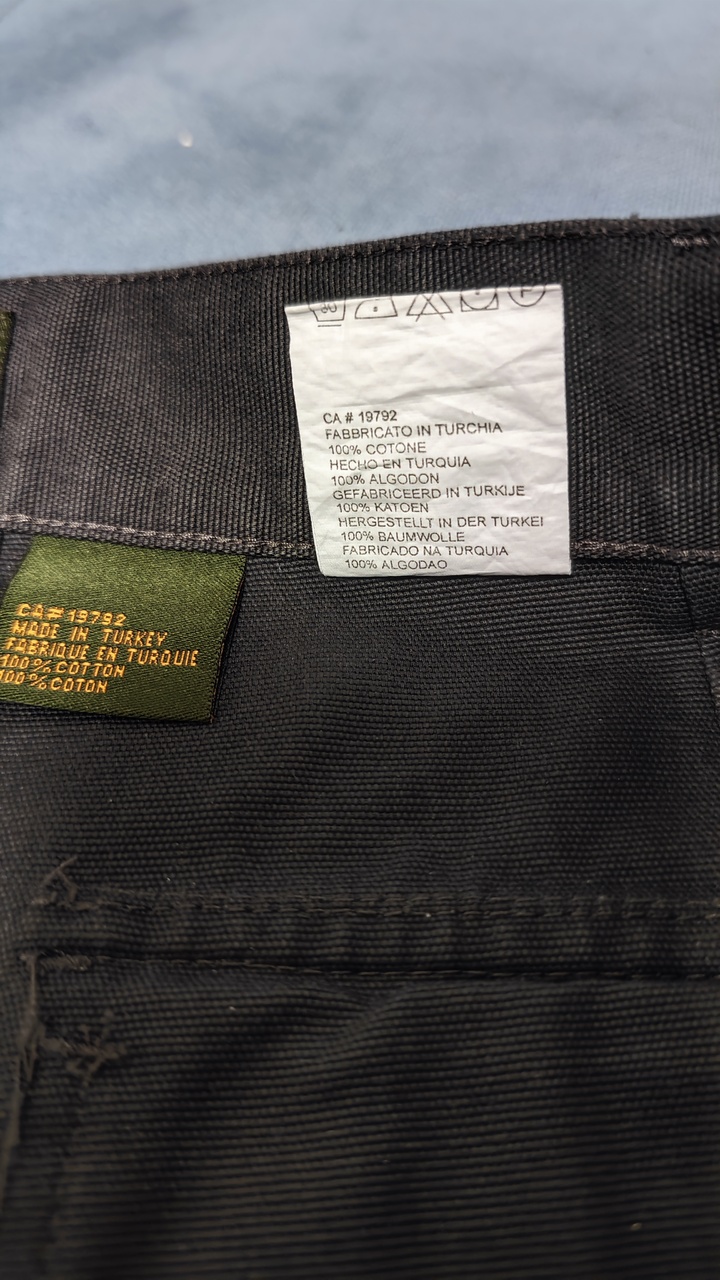 CA # 19792
FABBRICATO IN TURCHIA
100% COTONE
HECHO EN TURQUIA
100% ALGODON
GEFABRICEERD IN TURKIJE
100% KATOEN
HERGESTELLT IN DER TURKEI
100% BAUMWOLLE
FABRICADO NA TURQUIA
100% ALGODAO
CA# 19792
MADE IN TURKEY
FABRIQUE EN TURQUIE
100% COTTON
100% COTON